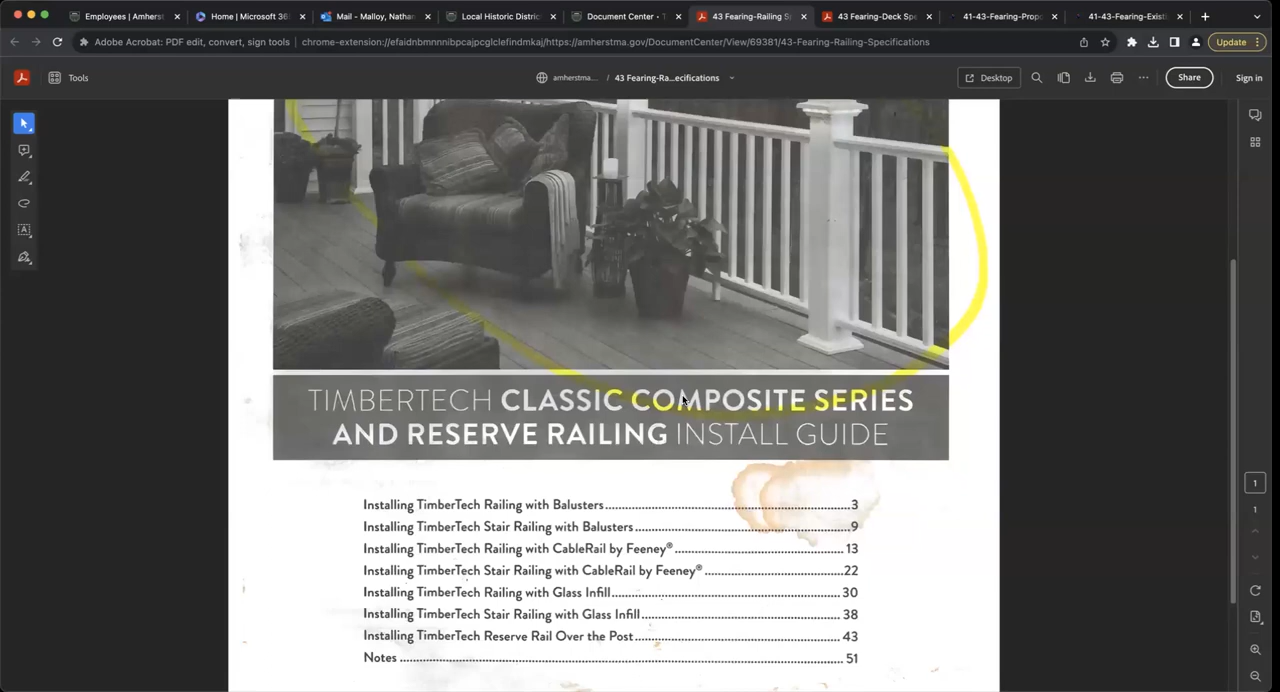 Employees | Amherst
Home | Microsoft 36
Mail - Malloy, Nathan
Local Historic District
Document Center - T
43 Fearing-Railing S
43 Fearing-Deck Spe
41-43-Fearing-Propo
41-43-Fearing-Existi
Adobe Acrobat: PDF edit, convert, sign tools
chrome-extension://efaidnbmnnnibpcajpcglclefindmkaj/https://amherstma.gov/DocumentCenter/View/69381/43-Fearing-Railing-Specifications
Update
Tools
amherstma... / 43 Fearing-Ra...ecifications
Desktop
Share
Sign in
TIMBERTECH CLASSIC COMPOSITE SERIES
AND RESERVE RAILING INSTALL GUIDE
Installing TimberTech Railing with Balusters 3
Installing TimberTech Stair Railing with Balusters 9
Installing TimberTech Railing with CableRail by Feeney® 13
Installing TimberTech Stair Railing with CableRail by Feeney® 22
Installing TimberTech Railing with Glass Infill 30
Installing TimberTech Stair Railing with Glass Infill 38
Installing TimberTech Reserve Rail Over the Post 43
Notes 51
1
1